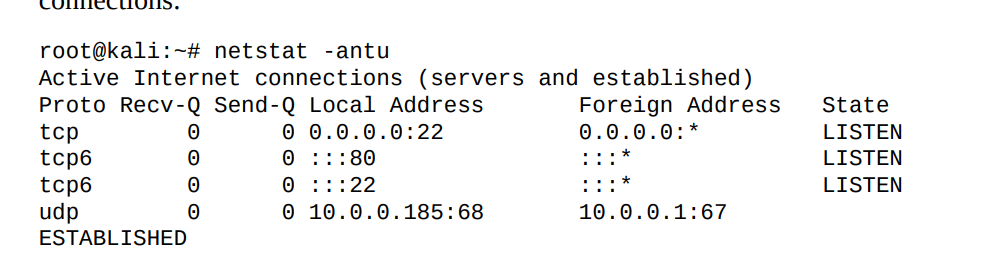 connections.
root@kali:~# netstat -antu
Active Internet connections (servers and established)
Proto Recv-Q Send-Q Local Address Foreign Address State
tcp 0 0 0.0.0.0:22 0.0.0.0:* LISTEN
tcp6 0 0 :::80 :::* LISTEN
tcp6 0 0 :::22 :::* LISTEN
udp 0 0 10.0.0.185:68 10.0.0.1:67
ESTABLISHED